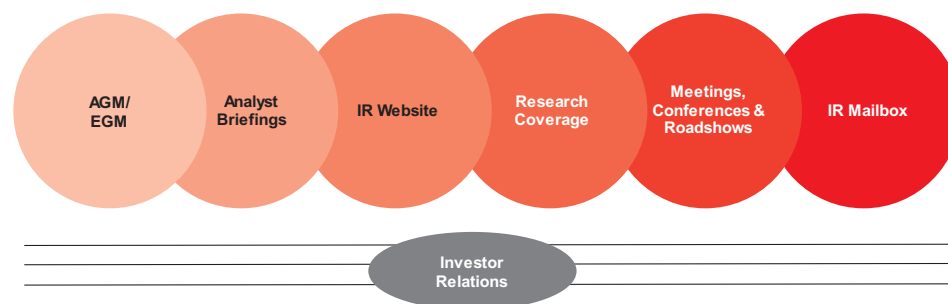 AGM/
EGM
Analyst
Briefings
IR Website
Research
Coverage
Meetings,
Conferences &
Roadshows
IR Mailbox
Investor
Relations